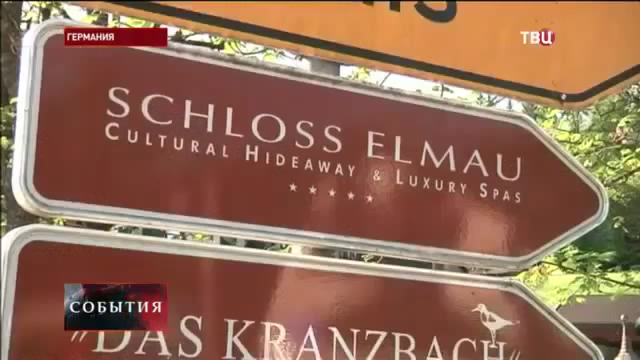 ГЕРМАНИЯ
ТВЦ
SCHLOSS ELMAU
CULTURAL HIDEAWAY & LUXURY SPAS
★★★★★
СОБЫТИЯ
"DAS KRANZBACH"